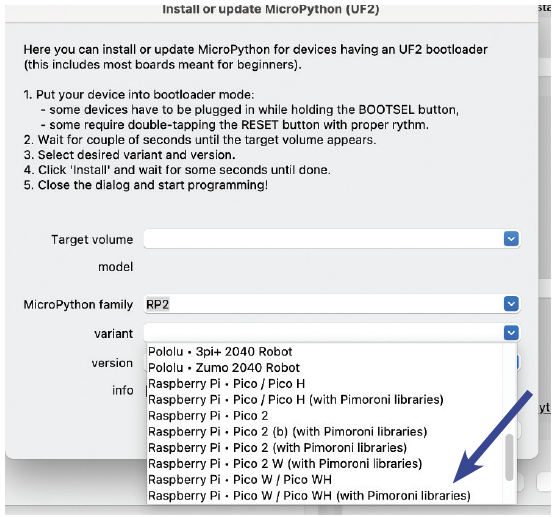 Install or update MicroPython (UF2)
Here you can install or update MicroPython for devices having an UF2 bootloader
(this includes most boards meant for beginners).
1. Put your device into bootloader mode:
- some devices have to be plugged in while holding the BOOTSEL button,
- some require double-tapping the RESET button with proper rythm.
2. Wait for couple of seconds until the target volume appears.
3. Select desired variant and version.
4. Click 'Install' and wait for some seconds until done.
5. Close the dialog and start programming!
Target volume
model
MicroPython family RP2
variant
version
info
Pololu • 3pi+ 2040 Robot
Pololu • Zumo 2040 Robot
Raspberry Pi • Pico / Pico H
Raspberry Pi • Pico / Pico H (with Pimoroni libraries)
Raspberry Pi • Pico 2
Raspberry Pi • Pico 2 (b) (with Pimoroni libraries)
Raspberry Pi • Pico 2 (with Pimoroni libraries)
Raspberry Pi • Pico 2 W (with Pimoroni libraries)
Raspberry Pi • Pico W / Pico WH
Raspberry Pi • Pico W / Pico WH (with Pimoroni libraries)